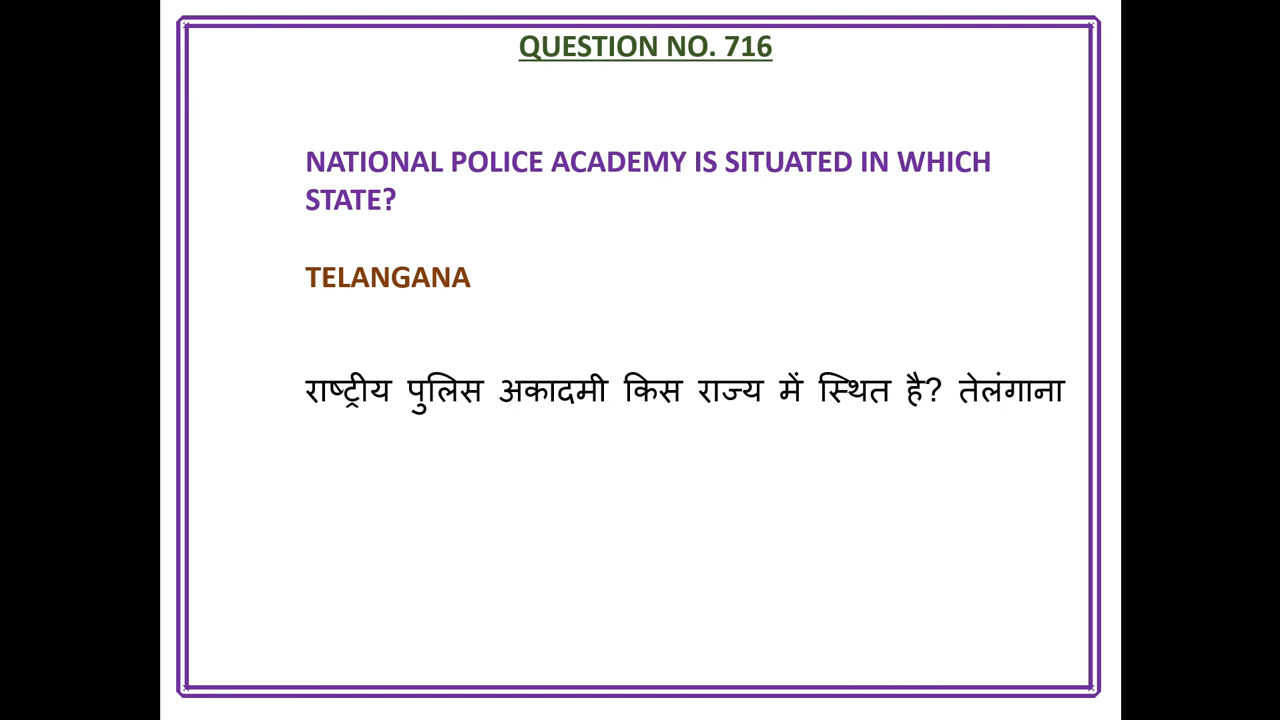 QUESTION NO. 716
NATIONAL POLICE ACADEMY IS SITUATED IN WHICH
STATE?
TELANGANA
राष्ट्रीय पुलिस अकादमी किस राज्य में स्थित है? तेलंगाना